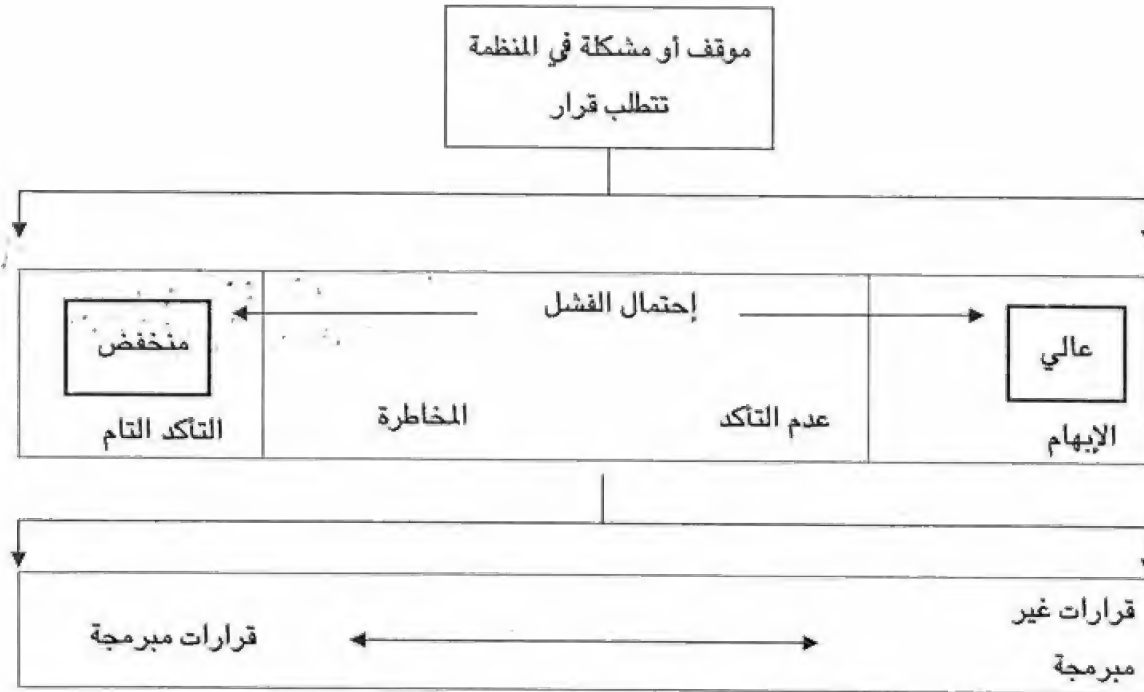 موقف أو مشكلة في المنظمة
تتطلب قرار
إحتمال الفشل
عالي
منخفض
الإبهام
عدم التأكد
المخاطرة
التأكد التام
قرارات غير
مبرمجة
قرارات مبرمجة